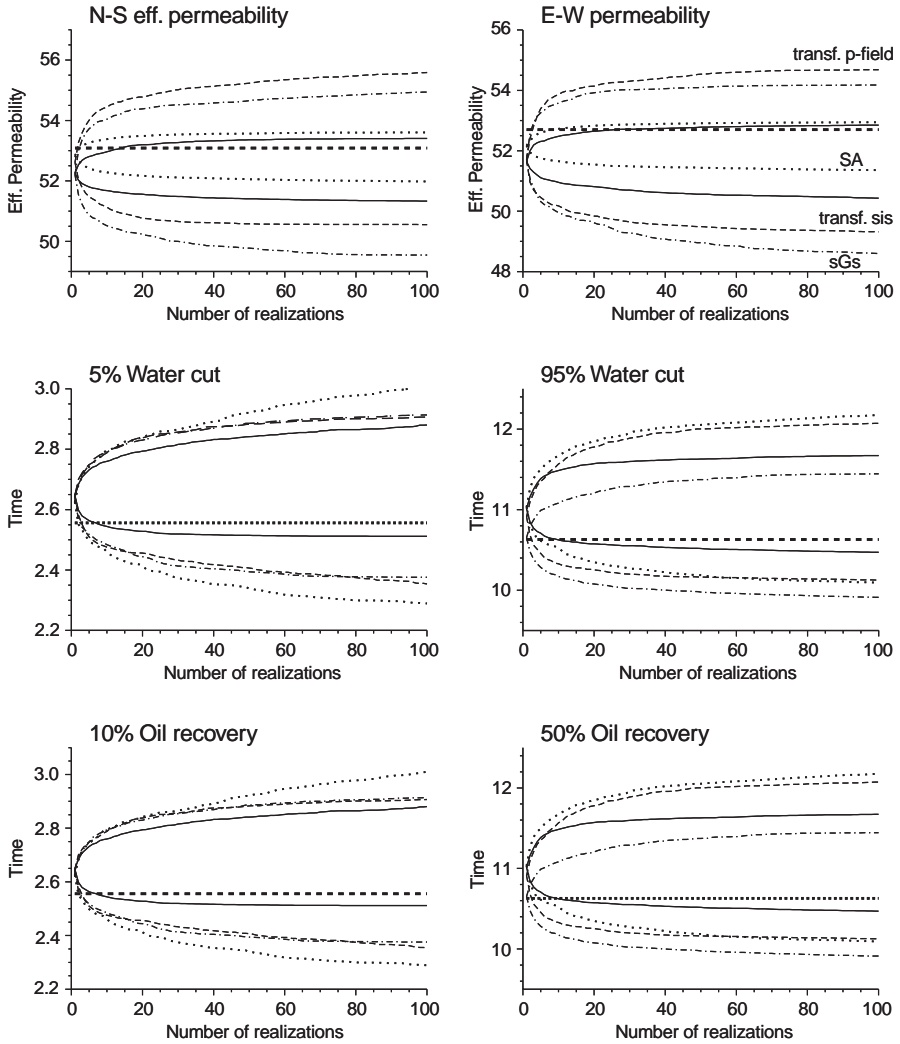 N-S eff. permeability
Eff. Permeability
56
54
52
50
0 20 40 60 80 100
Number of realizations
E-W permeability
Eff. Permeability
56
54
52
50
48
transf. p-field
SA
transf. sis
sGs
0 20 40 60 80 100
Number of realizations
5% Water cut
Time
3.0
2.8
2.6
2.4
2.2
0 20 40 60 80 100
Number of realizations
95% Water cut
Time
12
11
10
0 20 40 60 80 100
Number of realizations
10% Oil recovery
Time
3.0
2.8
2.6
2.4
2.2
0 20 40 60 80 100
Number of realizations
50% Oil recovery
Time
12
11
10
0 20 40 60 80 100
Number of realizations